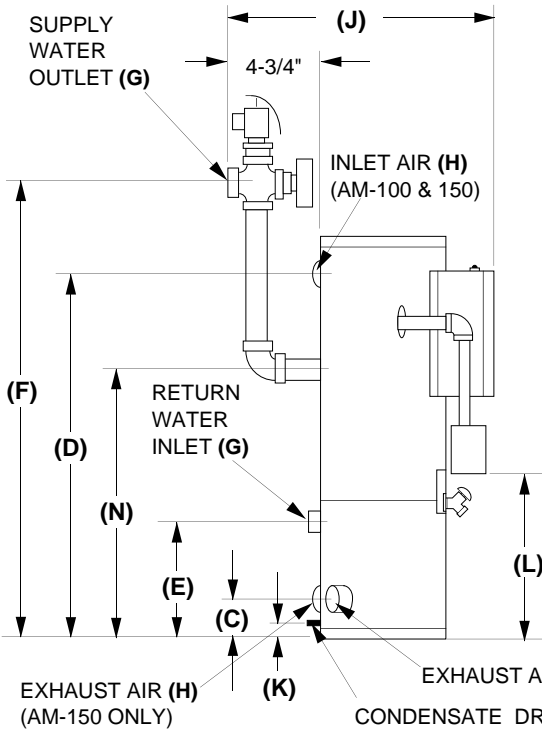 (J)
SUPPLY
WATER
OUTLET (G)
4-3/4"
INLET AIR (H)
(AM-100 & 150)
(F)
(D)
(N)
RETURN
WATER
INLET (G)
(E)
(L)
(C)
(K)
EXHAUST A
EXHAUST AIR (H)
(AM-150 ONLY)
CONDENSATE DR